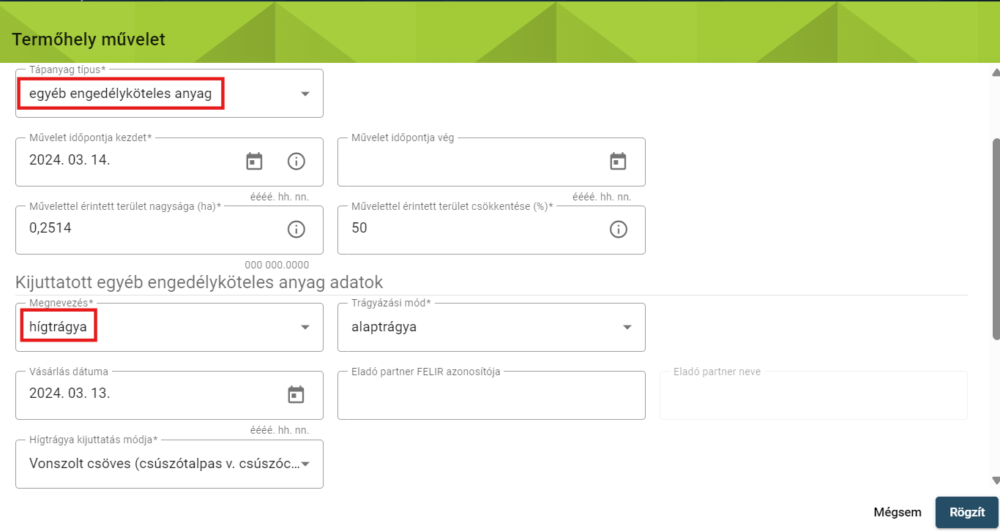 Termőhely művelet
Tápanyag típus*
egyéb engedélyköteles anyag
Művelet időpontja kezdet*
Művelet időpontja vég
2024. 03. 14.
éééé. hh. nn.
éééé. hh. nn.
Művelettel érintett terület nagysága (ha)*
Művelettel érintett terület csökkentése (%)*
0,2514
50
000 000.0000
Kijuttatott egyéb engedélyköteles anyag adatok
Megnevezés*
Trágyázási mód*
hígtrágya
alaptrágya
Vásárlás dátuma
Eladó partner FELIR azonosítója
Eladó partner neve
2024. 03. 13.
éééé. hh. nn.
Hígtrágya kijuttatás módja*
Vonszolt csöves (csúszótalpas v. csúszóc...
Mégsem
Rögzít